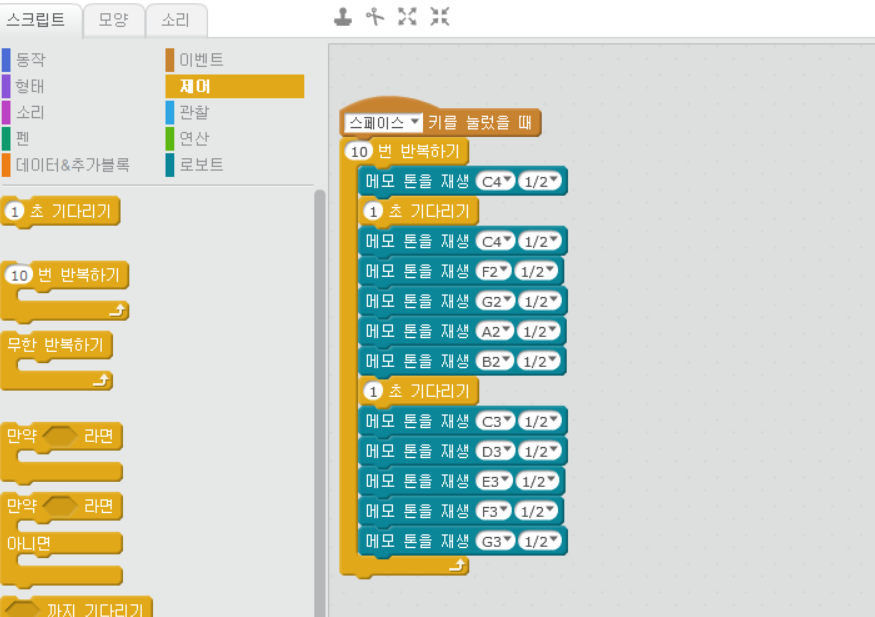 스크립트 모양 소리
동작 이벤트
형태 제어
소리 관찰
펜 연산
데이터&추가블록 로보트
1 초 기다리기
10 번 반복하기
무한 반복하기
만약 라면
만약 라면
아니면
까지 기다리기
스페이스 키를 눌렀을 때
10 번 반복하기
메모 톤을 재생 C4 1/2
1 초 기다리기
메모 톤을 재생 C4 1/2
메모 톤을 재생 F2 1/2
메모 톤을 재생 G2 1/2
메모 톤을 재생 A2 1/2
메모 톤을 재생 B2 1/2
1 초 기다리기
메모 톤을 재생 C3 1/2
메모 톤을 재생 D3 1/2
메모 톤을 재생 E3 1/2
메모 톤을 재생 F3 1/2
메모 톤을 재생 G3 1/2